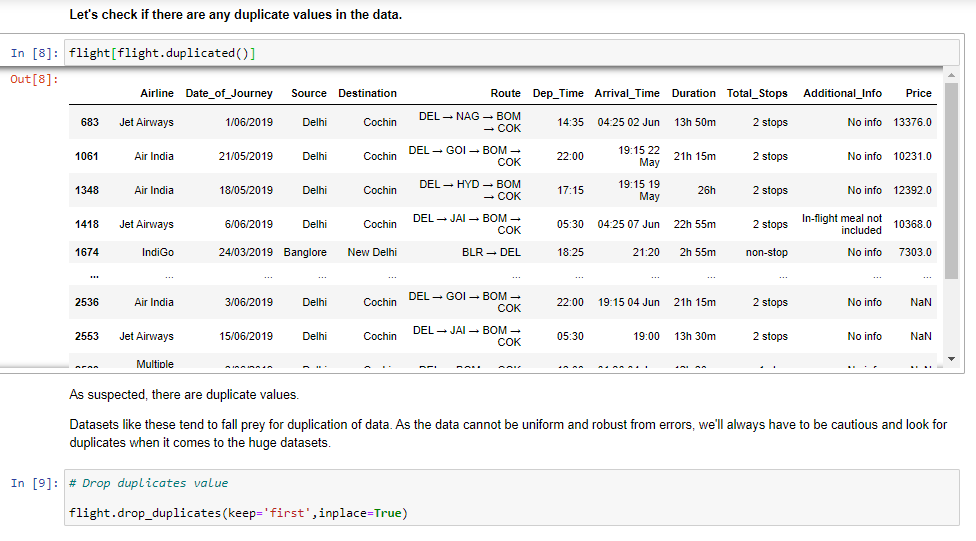 Let's check if there are any duplicate values in the data.
In [8]: flight[flight.duplicated()]
Out[8]:
Airline Date_of_Journey Source Destination Route Dep_Time Arrival_Time Duration Total_Stops Additional_Info Price
683 Jet Airways 1/06/2019 Delhi Cochin DEL → NAG → BOM → COK 14:35 04:25 02 Jun 13h 50m 2 stops No info 13376.0
1061 Air India 21/05/2019 Delhi Cochin DEL → GOI → BOM → COK 22:00 19:15 22 May 21h 15m 2 stops No info 10231.0
1348 Air India 18/05/2019 Delhi Cochin DEL → HYD → BOM → COK 17:15 19:15 19 May 26h 2 stops No info 12392.0
1418 Jet Airways 6/06/2019 Delhi Cochin DEL → JAI → BOM → COK 05:30 04:25 07 Jun 22h 55m 2 stops In-flight meal not included 10368.0
1674 IndiGo 24/03/2019 Banglore New Delhi BLR → DEL 18:25 21:20 2h 55m non-stop No info 7303.0
... ... ... ... ... ... ... ... ... ... ... ...
2536 Air India 3/06/2019 Delhi Cochin DEL → GOI → BOM → COK 22:00 19:15 04 Jun 21h 15m 2 stops No info NaN
2553 Jet Airways 15/06/2019 Delhi Cochin DEL → JAI → BOM → COK 05:30 19:00 13h 30m 2 stops No info NaN
Multiple
As suspected, there are duplicate values.
Datasets like these tend to fall prey for duplication of data. As the data cannot be uniform and robust from errors, we'll always have to be cautious and look for
duplicates when it comes to the huge datasets.
In [9]: # Drop duplicates value
flight.drop_duplicates(keep='first',inplace=True)